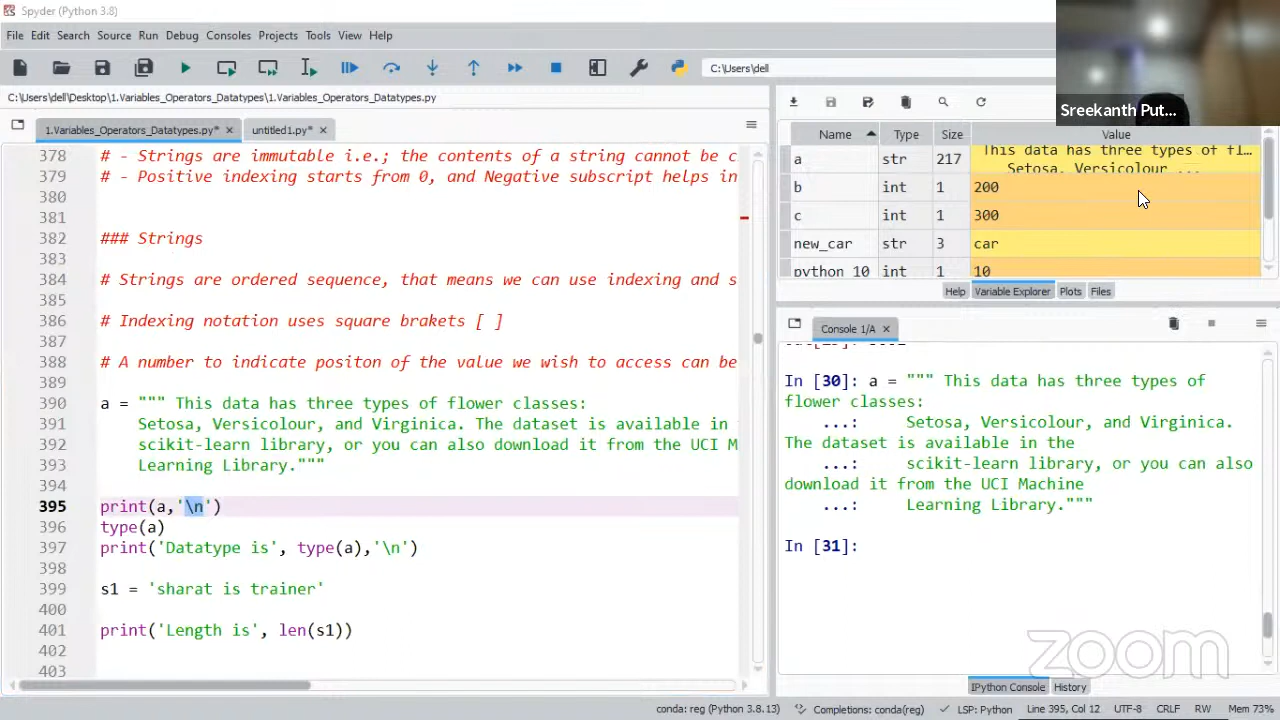 Spyder (Python 3.8)
File Edit Search Source Run Debug Consoles Projects Tools View Help
C:\Users\dell
C:\Users\dell\Desktop\1.Variables_Operators_Datatypes\1.Variables_Operators_Datatypes.py
1.Variables_Operators_Datatypes.py* untitled1.py*
378 # - Strings are immutable i.e.; the contents of a string cannot be c
379 # - Positive indexing starts from 0, and Negative subscript helps in
380
381
382 ### Strings
383
384 # Strings are ordered sequence, that means we can use indexing and s
385
386 # Indexing notation uses square brakets [ ]
387
388 # A number to indicate positon of the value we wish to access can be
389
390 a = """ This data has three types of flower classes:
391 Setosa, Versicolour, and Virginica. The dataset is available in
392 scikit-learn library, or you can also download it from the UCI M
393 Learning Library."""
394
395 print(a,'\n')
396 type(a)
397 print('Datatype is', type(a),'\n')
398
399 s1 = 'sharat is trainer'
400
401 print('Length is', len(s1))
402
403
Sreekanth Put...
Name Type Size Value
a str 217 This data has three types of fl...
Setosa, Versicolour ...
b int 1 200
c int 1 300
new_car str 3 car
python_10 int 1 10
Help Variable Explorer Plots Files
Console 1/A
In [30]: a = """ This data has three types of
flower classes:
...: Setosa, Versicolour, and Virginica.
The dataset is available in the
...: scikit-learn library, or you can also
download it from the UCI Machine
...: Learning Library."""
In [31]:
zoom
IPython Console History
conda: reg (Python 3.8.13) Completions: conda(reg) LSP: Python Line 395, Col 12 UTF-8 CRLF RW Mem 73%